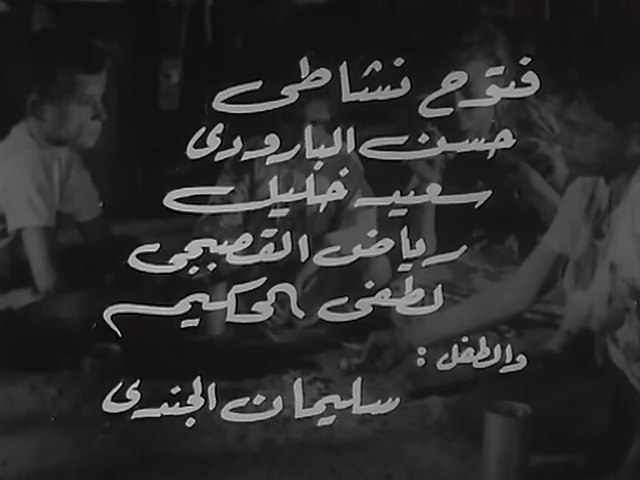 فتوح نشاطى
حسن البارودى
سعيد خليل
رياض القصبجى
لطفى الحكيم
والطفل :
سليمان الجندى